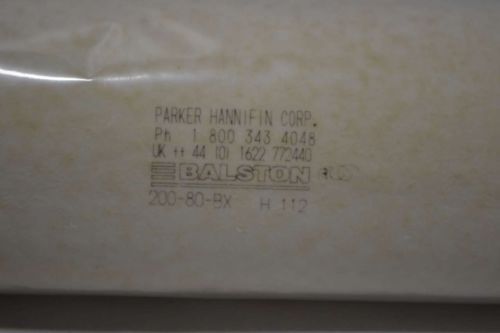 PARKER HANNIFIN CORP.
Ph 1 800 343 4048
UK ++ 44 (0) 1622 772440
BALSTON
200-80-BX H 112